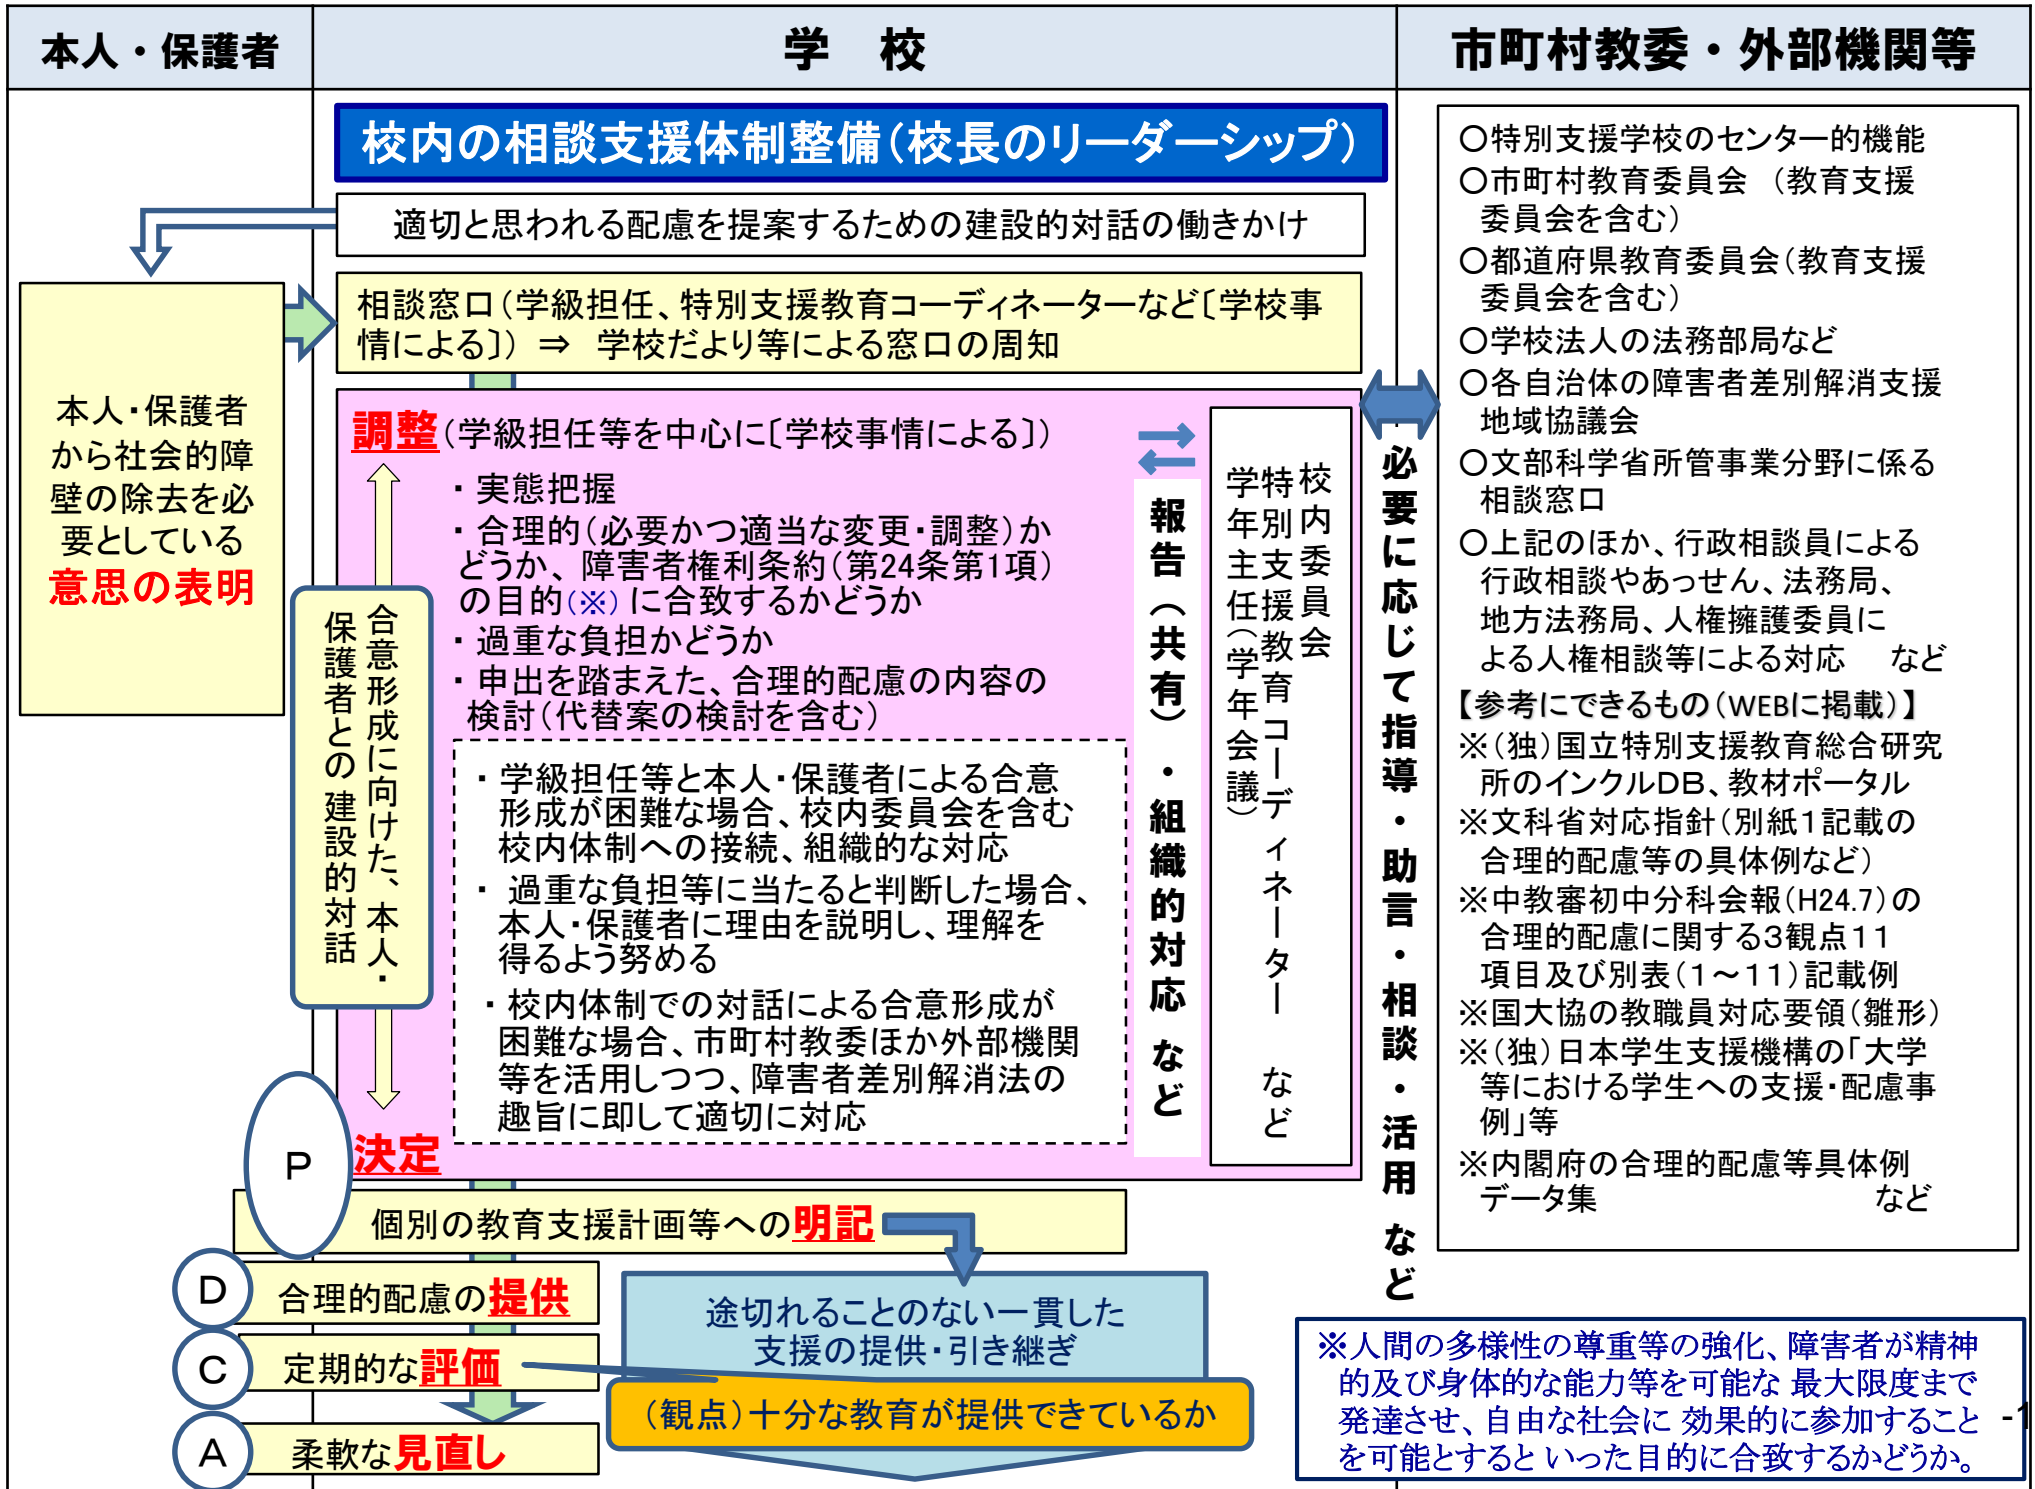 本人・保護者
学　校
市町村教委・外部機関等
校内の相談支援体制整備（校長のリーダーシップ）
適切と思われる配慮を提案するための建設的対話の働きかけ
相談窓口（学級担任、特別支援教育コーディネーターなど〔学校事
情による〕）　⇒　学校だより等による窓口の周知
本人・保護者
から社会的障
壁の除去を必
要としている
意思の表明
調整（学級担任等を中心に〔学校事情による〕）
・実態把握
・合理的（必要かつ適当な変更・調整）か
どうか、障害者権利条約（第24条第1項）
の目的（※）に合致するかどうか
・過重な負担かどうか
・申出を踏まえた、合理的配慮の内容の
検討（代替案の検討を含む）
・学級担任等と本人・保護者による合意
形成が困難な場合、校内委員会を含む
校内体制への接続、組織的な対応
・ 過重な負担等に当たると判断した場合、
本人・保護者に理由を説明し、理解を
得るよう努める
・校内体制での対話による合意形成が
困難な場合、市町村教委ほか外部機関
等を活用しつつ、障害者差別解消法の
趣旨に即して適切に対応
合意形成に向けた、本人・
保護者との建設的対話
決定
報告（共有）・組織的対応 など
校内委員会
特別支援教育コーディネーター　など
学年主任（学年会議）
必要に応じて指導・助言・相談・活用 など
〇特別支援学校のセンター的機能
〇市町村教育委員会　（教育支援
委員会を含む）
〇都道府県教育委員会（教育支援
委員会を含む）
〇学校法人の法務部局など
〇各自治体の障害者差別解消支援
地域協議会
〇文部科学省所管事業分野に係る
相談窓口
〇上記のほか、行政相談員による
行政相談やあっせん、法務局、
地方法務局、人権擁護委員に
よる人権相談等による対応　など
【参考にできるもの（WEBに掲載）】
※（独）国立特別支援教育総合研究
所のインクルDB、教材ポータル
※文科省対応指針（別紙1記載の
合理的配慮等の具体例など）
※中教審初中分科会報（H24.7）の
合理的配慮に関する3観点11
項目及び別表（1～11）記載例
※国大協の教職員対応要領（雛形）
※（独）日本学生支援機構の「大学
等における学生への支援・配慮事
例」等
※内閣府の合理的配慮等具体例
データ集　など
P
個別の教育支援計画等への明記
D
合理的配慮の提供
C
定期的な評価
A
柔軟な見直し
途切れることのない一貫した
支援の提供・引き継ぎ
（観点）十分な教育が提供できているか
※人間の多様性の尊重等の強化、障害者が精神
的及び身体的な能力等を可能な 最大限度まで
発達させ、自由な社会に 効果的に参加すること
を可能とすると いった目的に合致するかどうか。